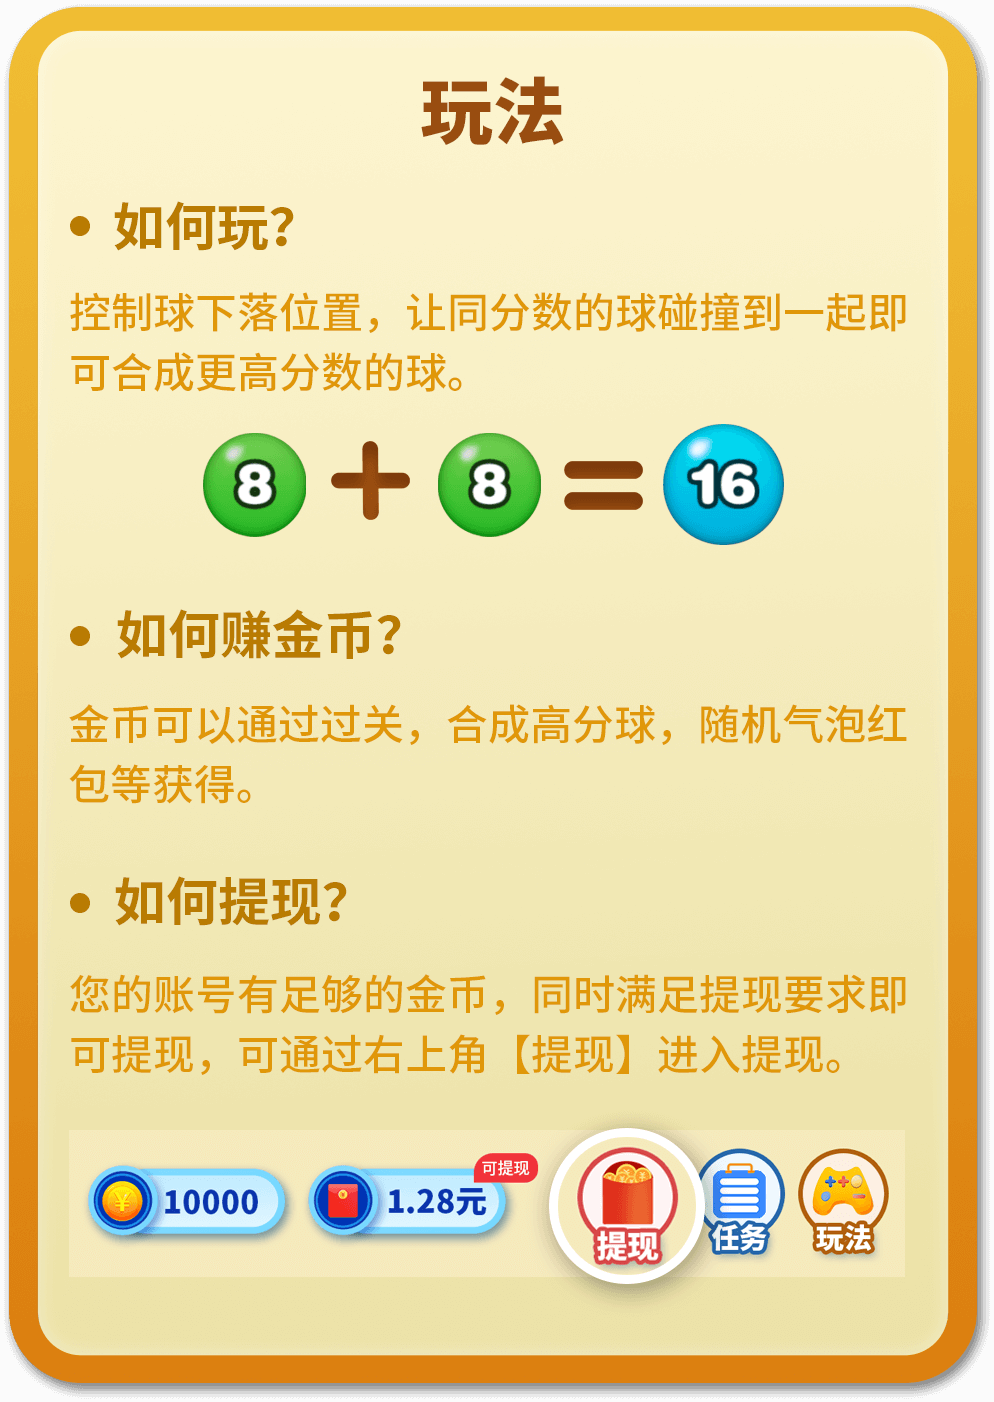 玩法
如何玩？
控制球下落位置，让同分数的球碰撞到一起即
可合成更高分数的球。
8 + 8 = 16
如何赚金币？
金币可以通过过关，合成高分球，随机气泡红
包等获得。
如何提现？
您的账号有足够的金币，同时满足提现要求即
可提现，可通过右上角【提现】进入提现。
可提现
10000 1.28元
提现 任务 玩法